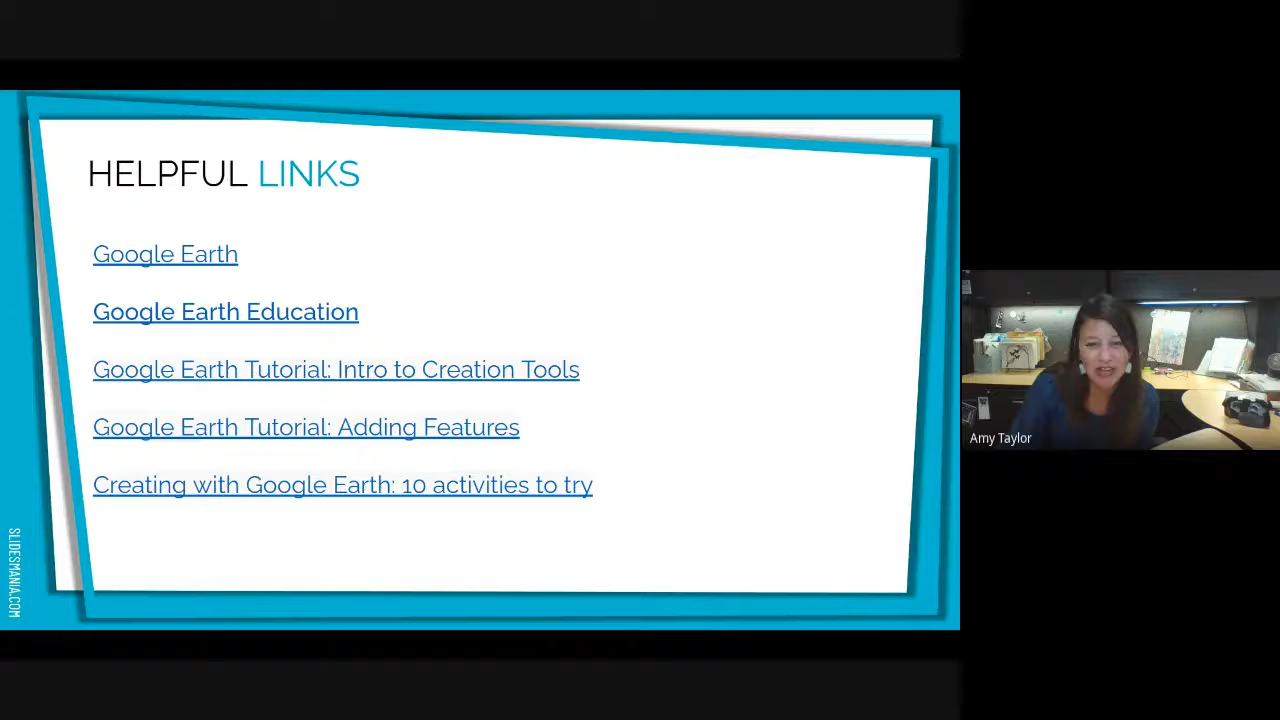 HELPFUL LINKS
Google Earth
Google Earth Education
Google Earth Tutorial: Intro to Creation Tools
Google Earth Tutorial: Adding Features
Creating with Google Earth: 10 activities to try
SLIDESMANIA.COM
Amy Taylor